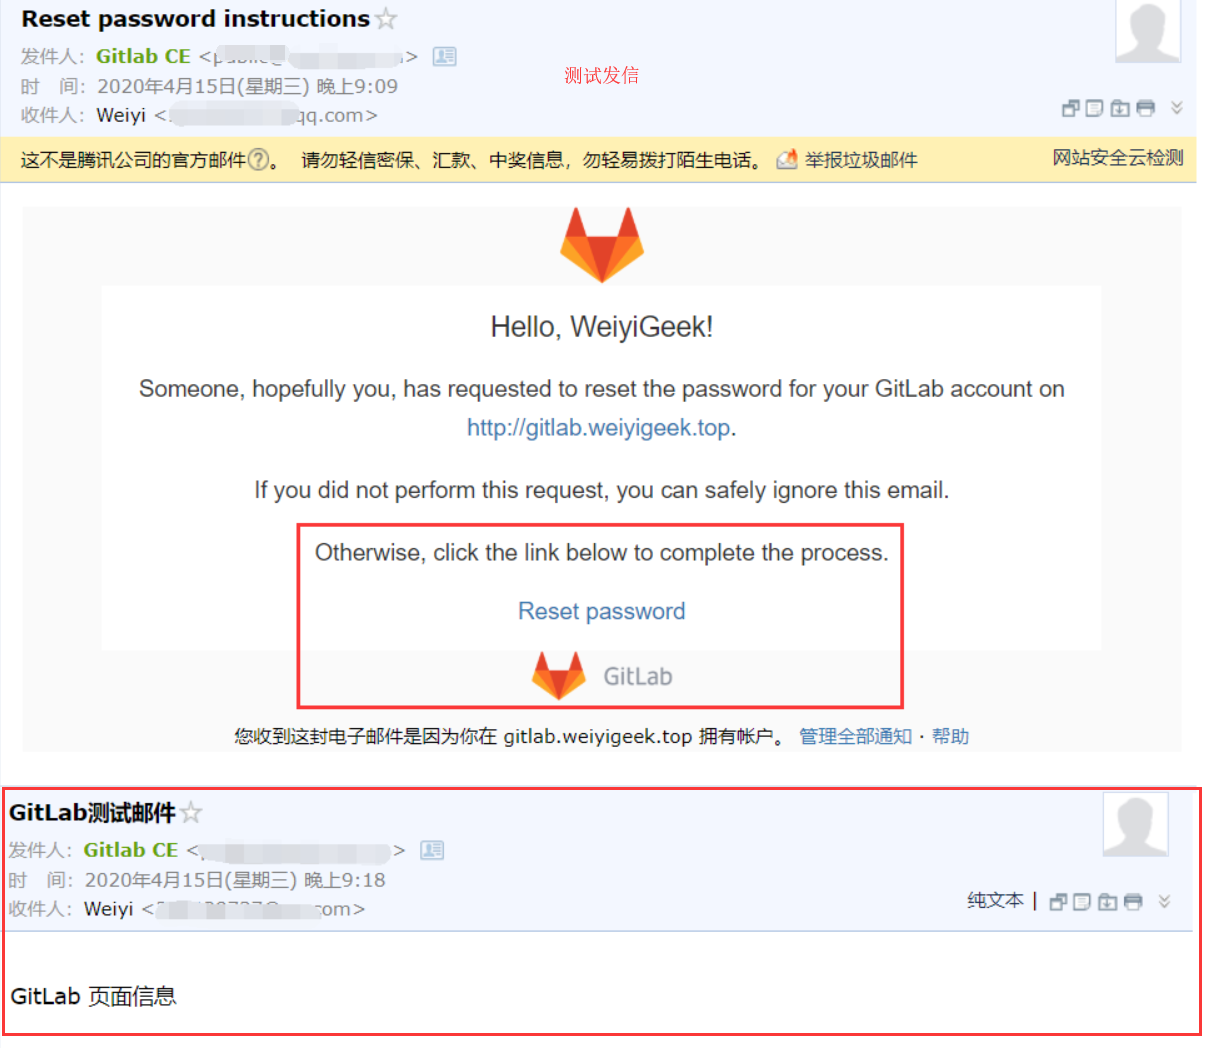 Reset password instructions
发件人：Gitlab CE <public@ >
测试发信
时 间：2020年4月15日(星期三) 晚上9:09
收件人：Weiyi < qq.com>
这不是腾讯公司的官方邮件?。 请勿轻信密保、汇款、中奖信息，勿轻易拨打陌生电话。 举报垃圾邮件 网站安全云检测
Hello, WeiyiGeek!
Someone, hopefully you, has requested to reset the password for your GitLab account on
http://gitlab.weiyigeek.top.
If you did not perform this request, you can safely ignore this email.
Otherwise, click the link below to complete the process.
Reset password
GitLab
您收到这封电子邮件是因为你在 gitlab.weiyigeek.top 拥有帐户。 管理全部通知 · 帮助
GitLab测试邮件
发件人：Gitlab CE < >
时 间：2020年4月15日(星期三) 晚上9:18
收件人：Weiyi < com>
纯文本 |
GitLab 页面信息